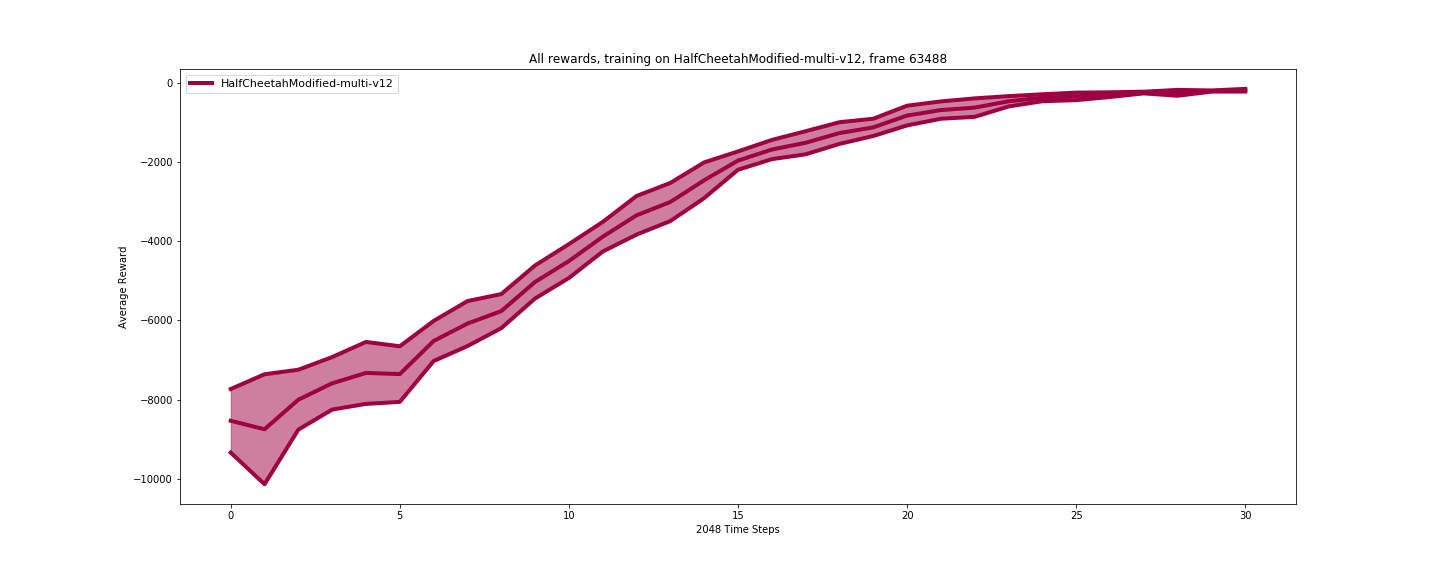 All rewards, training on HalfCheetahModified-multi-v12, frame 63488
HalfCheetahModified-multi-v12
0
−2000
−4000
−6000
−8000
−10000
Average Reward
0 5 10 15 20 25 30
2048 Time Steps